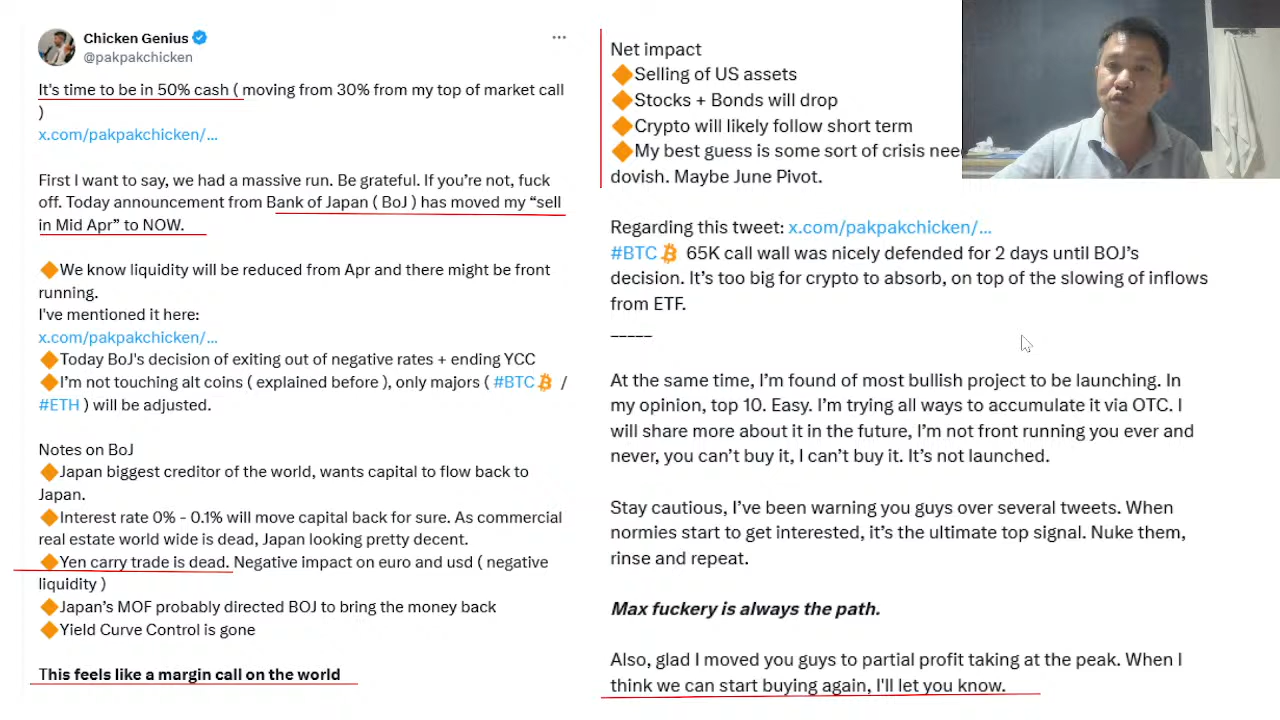 Chicken Genius
@pakpakchicken
It's time to be in 50% cash ( moving from 30% from my top of market call
)
x.com/pakpakchicken/…
First I want to say, we had a massive run. Be grateful. If you’re not, fuck
off. Today announcement from Bank of Japan ( BoJ ) has moved my “sell
in Mid Apr” to NOW.
🔶We know liquidity will be reduced from Apr and there might be front
running.
I've mentioned it here:
x.com/pakpakchicken/…
🔶Today BoJ's decision of exiting out of negative rates + ending YCC
🔶I’m not touching alt coins ( explained before ), only majors ( #BTC /
#ETH ) will be adjusted.
Notes on BoJ
🔶Japan biggest creditor of the world, wants capital to flow back to
Japan.
🔶Interest rate 0% - 0.1% will move capital back for sure. As commercial
real estate world wide is dead, Japan looking pretty decent.
🔶Yen carry trade is dead. Negative impact on euro and usd ( negative
liquidity )
🔶Japan’s MOF probably directed BOJ to bring the money back
🔶Yield Curve Control is gone
This feels like a margin call on the world
Net impact
🔶Selling of US assets
🔶Stocks + Bonds will drop
🔶Crypto will likely follow short term
🔶My best guess is some sort of crisis
dovish. Maybe June Pivot.
Regarding this tweet: x.com/pakpakchicken/…
#BTC 65K call wall was nicely defended for 2 days until BOJ’s
decision. It’s too big for crypto to absorb, on top of the slowing of inflows
from ETF.
_____
At the same time, I’m found of most bullish project to be launching. In
my opinion, top 10. Easy. I’m trying all ways to accumulate it via OTC. I
will share more about it in the future, I’m not front running you ever and
never, you can’t buy it, I can’t buy it. It’s not launched.
Stay cautious, I’ve been warning you guys over several tweets. When
normies start to get interested, it’s the ultimate top signal. Nuke them,
rinse and repeat.
Max fuckery is always the path.
Also, glad I moved you guys to partial profit taking at the peak. When I
think we can start buying again, I'll let you know.